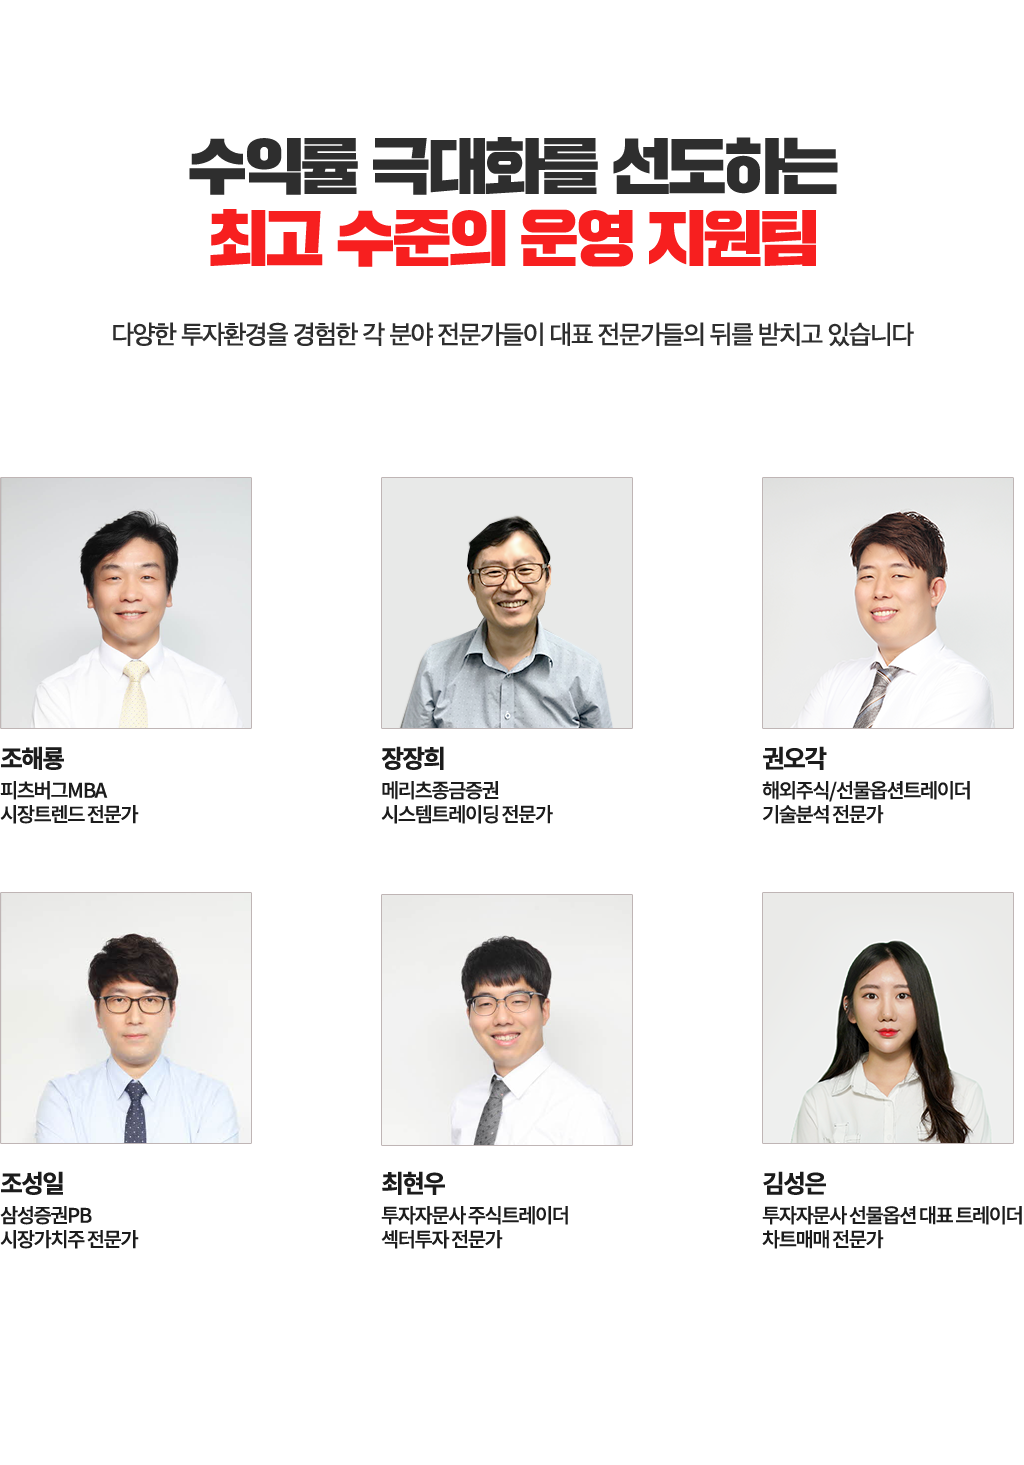 수익률 극대화를 선도하는
최고 수준의 운영 지원팀
다양한 투자환경을 경험한 각 분야 전문가들이 대표 전문가들의 뒤를 받치고 있습니다
조해룡
피츠버그MBA
시장트렌드 전문가
장장희
메리츠종금증권
시스템트레이딩 전문가
권오각
해외주식/선물옵션트레이더
기술분석 전문가
조성일
삼성증권PB
시장가치주 전문가
최현우
투자자문사 주식트레이더
섹터투자 전문가
김성은
투자자문사 선물옵션 대표 트레이더
차트매매 전문가